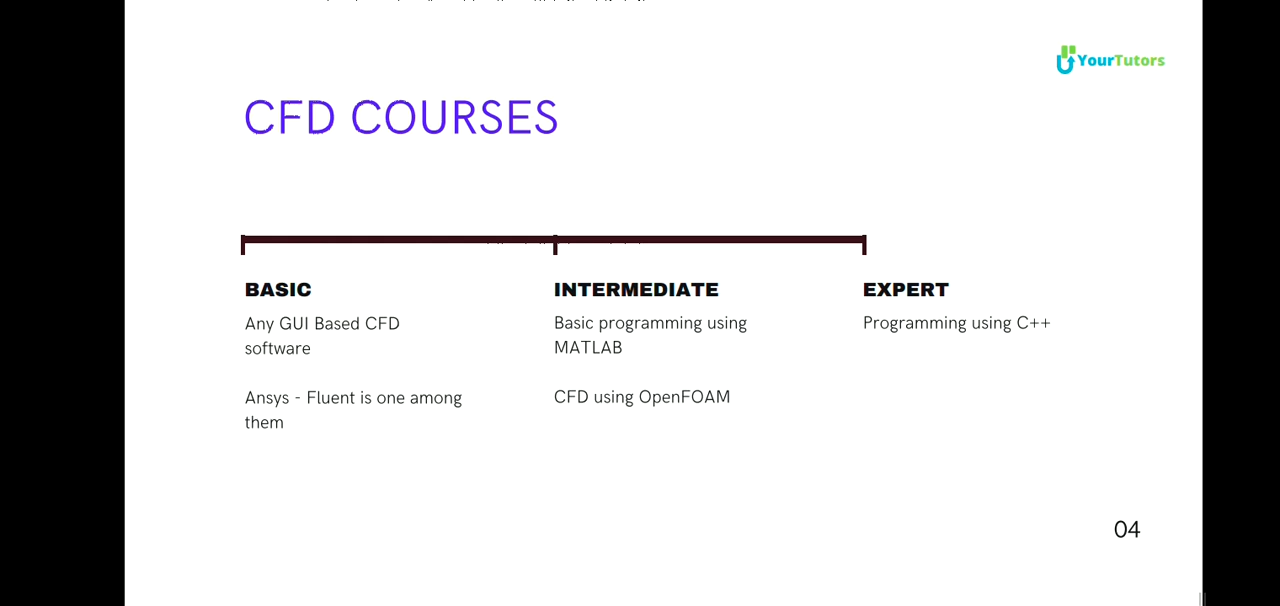 YourTutors
CFD COURSES
BASIC
Any GUI Based CFD
software
Ansys - Fluent is one among
them
INTERMEDIATE
Basic programming using
MATLAB
CFD using OpenFOAM
EXPERT
Programming using C++
04